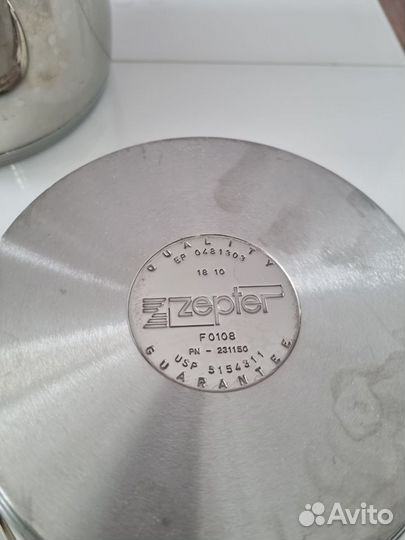 QUALITY
EP 0481303
18 10
zepter
F0108
PN - 231150
USP 5154311
GUARANTEE
Avito